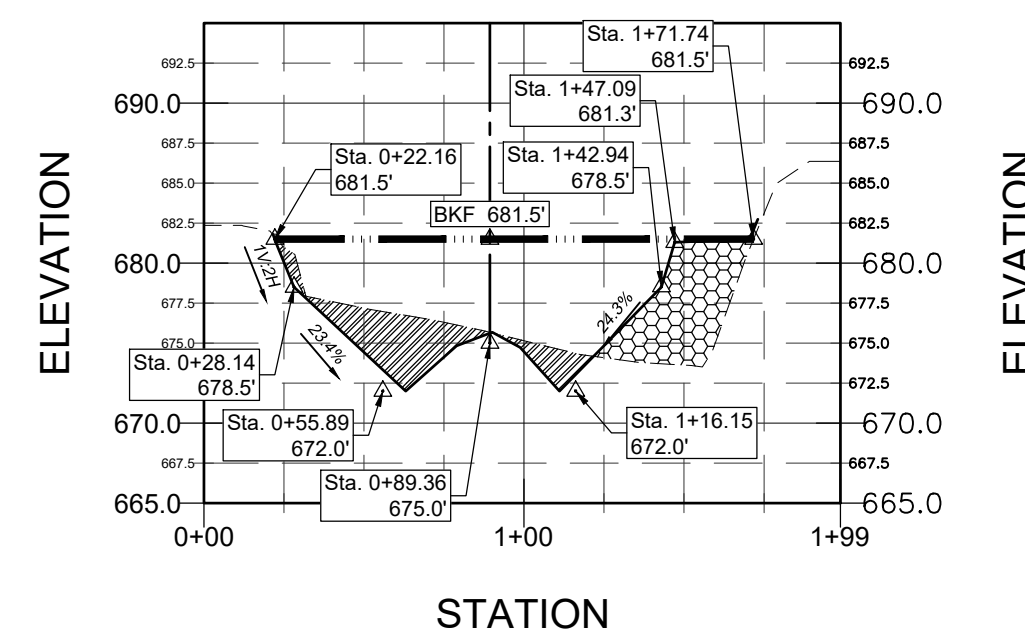 Sta. 1+71.74
681.5'
692.5
692.5
Sta. 1+47.09
681.3'
690.0
690.0
687.5
687.5
Sta. 0+22.16
681.5'
Sta. 1+42.94
678.5'
685.0
685.0
BKF 681.5'
682.5
682.5
ELEVATION
ELEVATION
680.0
680.0
1V:2H
677.5
677.5
24.3%
23.4%
675.0
675.0
Sta. 0+28.14
678.5'
672.5
672.5
Sta. 0+55.89
672.0'
Sta. 1+16.15
672.0'
670.0
670.0
667.5
667.5
Sta. 0+89.36
675.0'
665.0
665.0
0+00
1+00
1+99
STATION